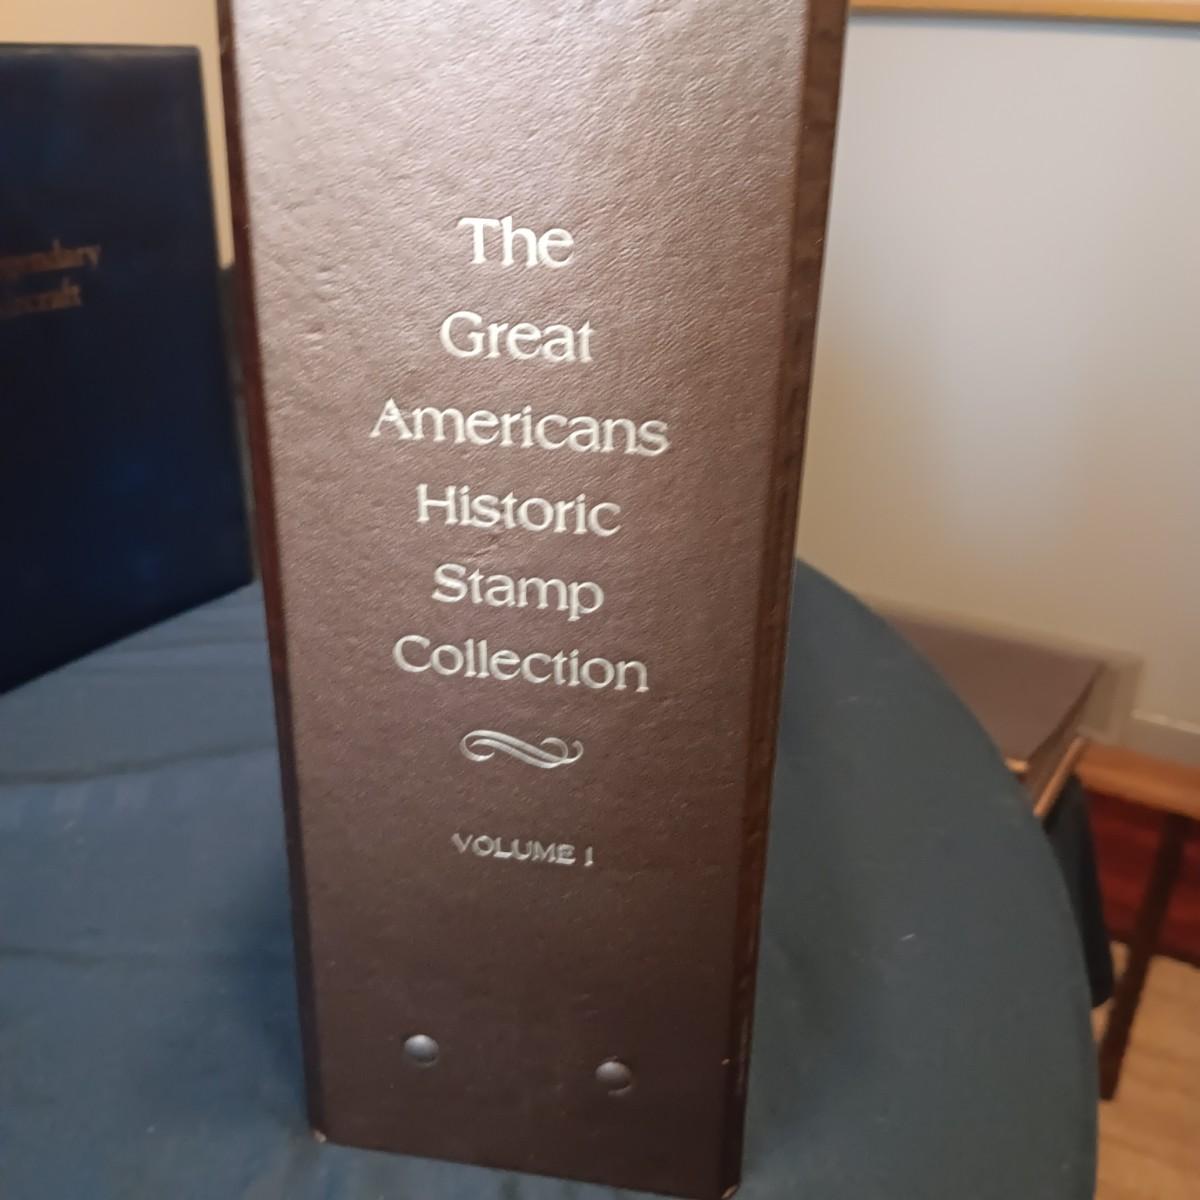 The
Great
Americans
Historic
Stamp
Collection
VOLUME I